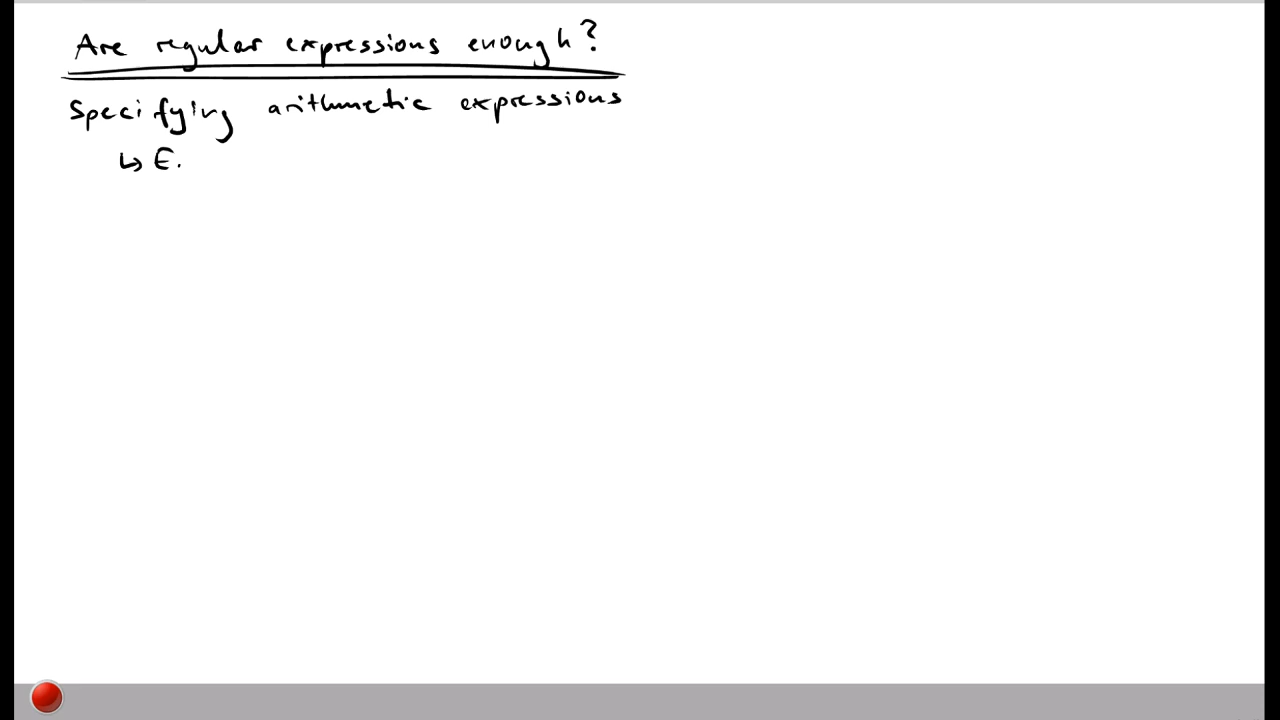 Are regular expressions enough?
Specifying arithmetic expressions
↳ E.